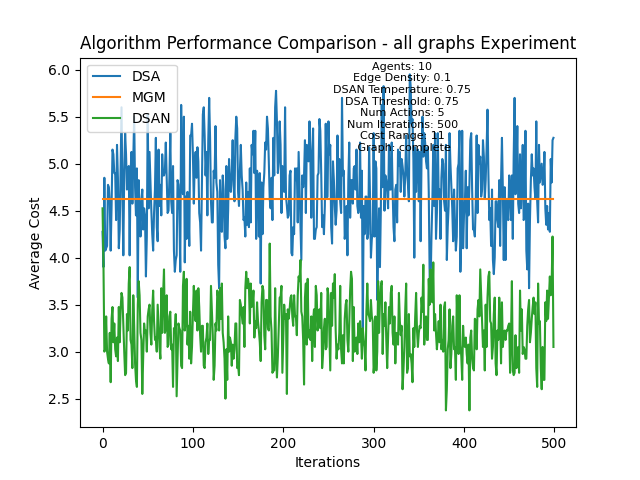 Algorithm Performance Comparison - all graphs Experiment
DSA
MGM
DSAN
Agents: 10
Edge Density: 0.1
DSAN Temperature: 0.75
DSA Threshold: 0.75
Num Actions: 5
Num Iterations: 500
Cost Range: 11
Graph: complete
Average Cost
6.0
5.5
5.0
4.5
4.0
3.5
3.0
2.5
0
100
200
300
400
500
Iterations